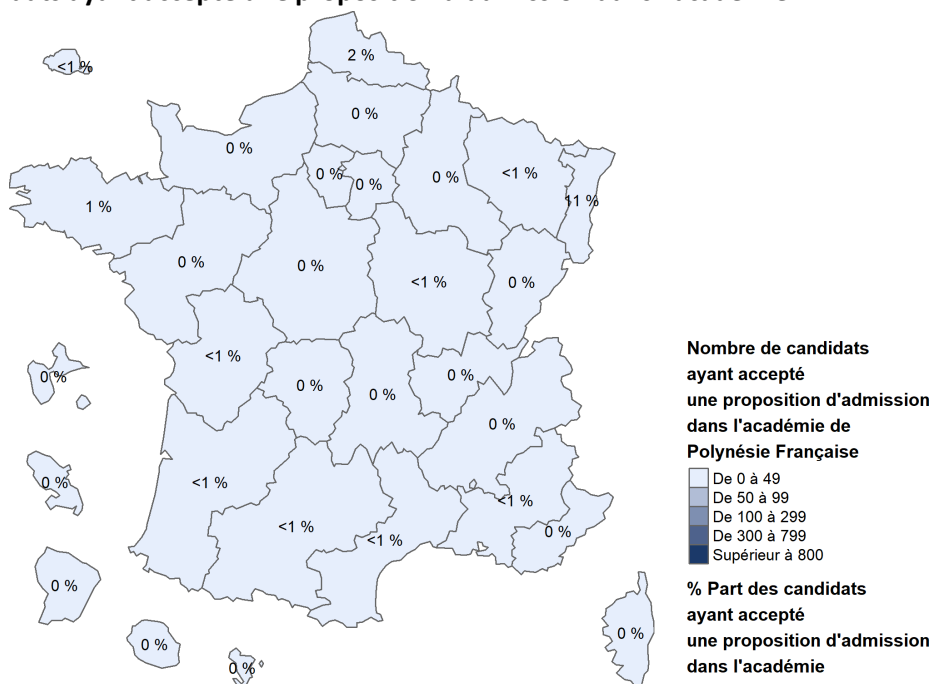 2 %
<1 %
0 %
0 %
0 %
0 %
0 %
<1 %
11 %
1 %
0 %
0 %
<1 %
0 %
<1 %
0 %
0 %
0 %
0 %
0 %
0 %
<1 %
<1 %
<1 %
<1 %
0 %
0 %
0 %
0 %
0 %
0 %
Nombre de candidats
ayant accepté
une proposition d'admission
dans l'académie de
Polynésie Française
De 0 à 49
De 50 à 99
De 100 à 299
De 300 à 799
Supérieur à 800
% Part des candidats
ayant accepté
une proposition d'admission
dans l'académie